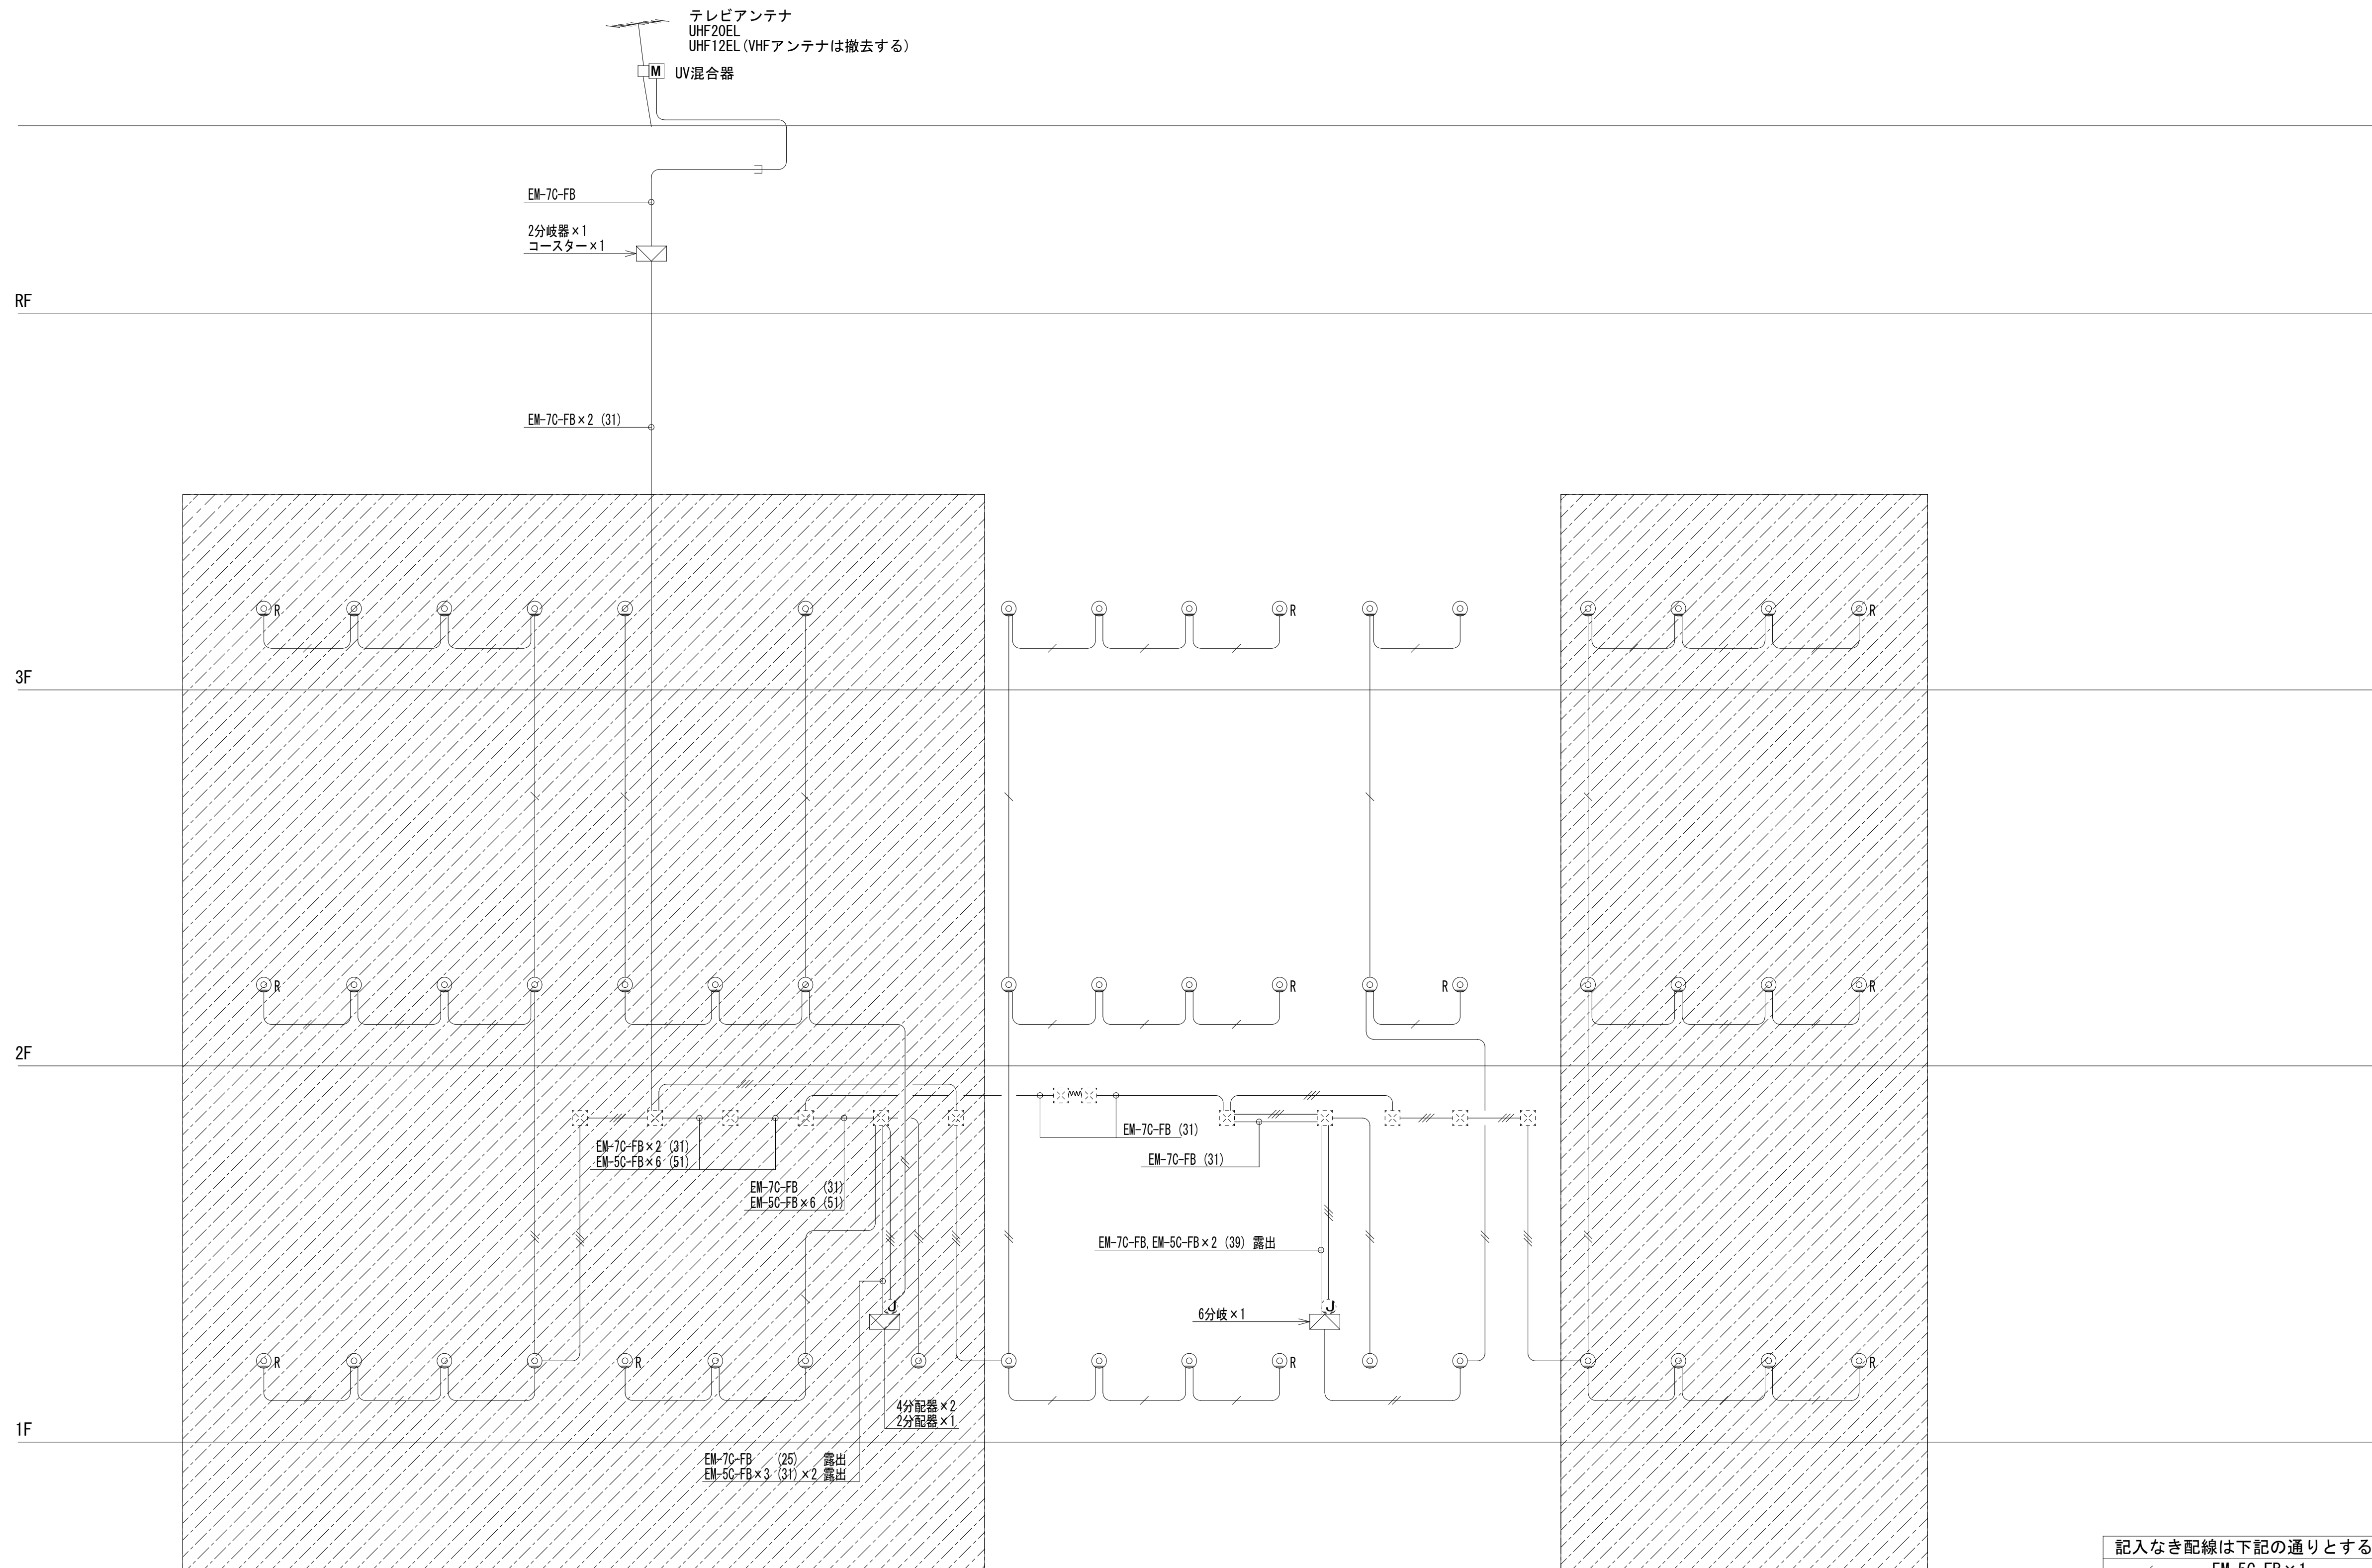 テレビアンテナ
UHF20EL
UHF12EL(VHFアンテナは撤去する)
M UV混合器
EM-7C-FB
2分岐器×1
コースター×1
RF
EM-7C-FB×2 (31)
R
R
R
3F
R
R
R
R
2F
EM-7C-FB (31)
EM-7C-FB×2 (31)
EM-5C-FB×6 (51)
EM-7C-FB (31)
EM-7C-FB (31)
EM-5C-FB×6 (51)
EM-7C-FB,EM-5C-FB×2 (39) 露出
J
J
6分岐×1
R
R
R
R
4分配器×2
2分配器×1
1F
EM-7C-FB (25) 露出
EM-5C-FB×3 (31)×2 露出
記入なき配線は下記の通りとする
EM-5C-FB×1